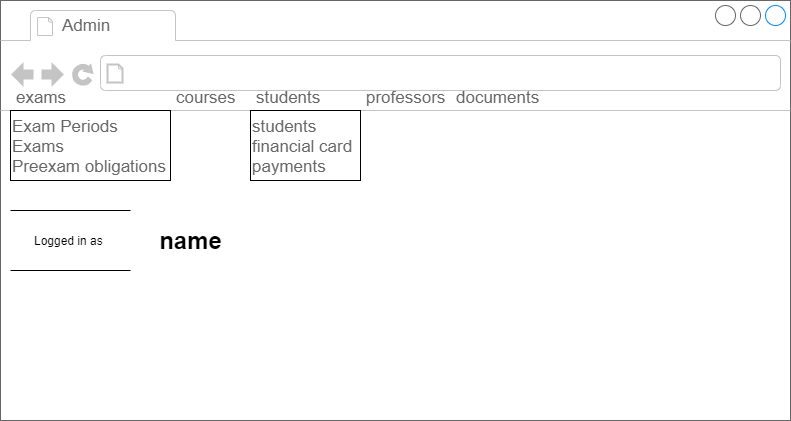 Admin
exams courses students professors documents
Exam Periods
Exams
Preexam obligations
students
financial card
payments
Logged in as
name